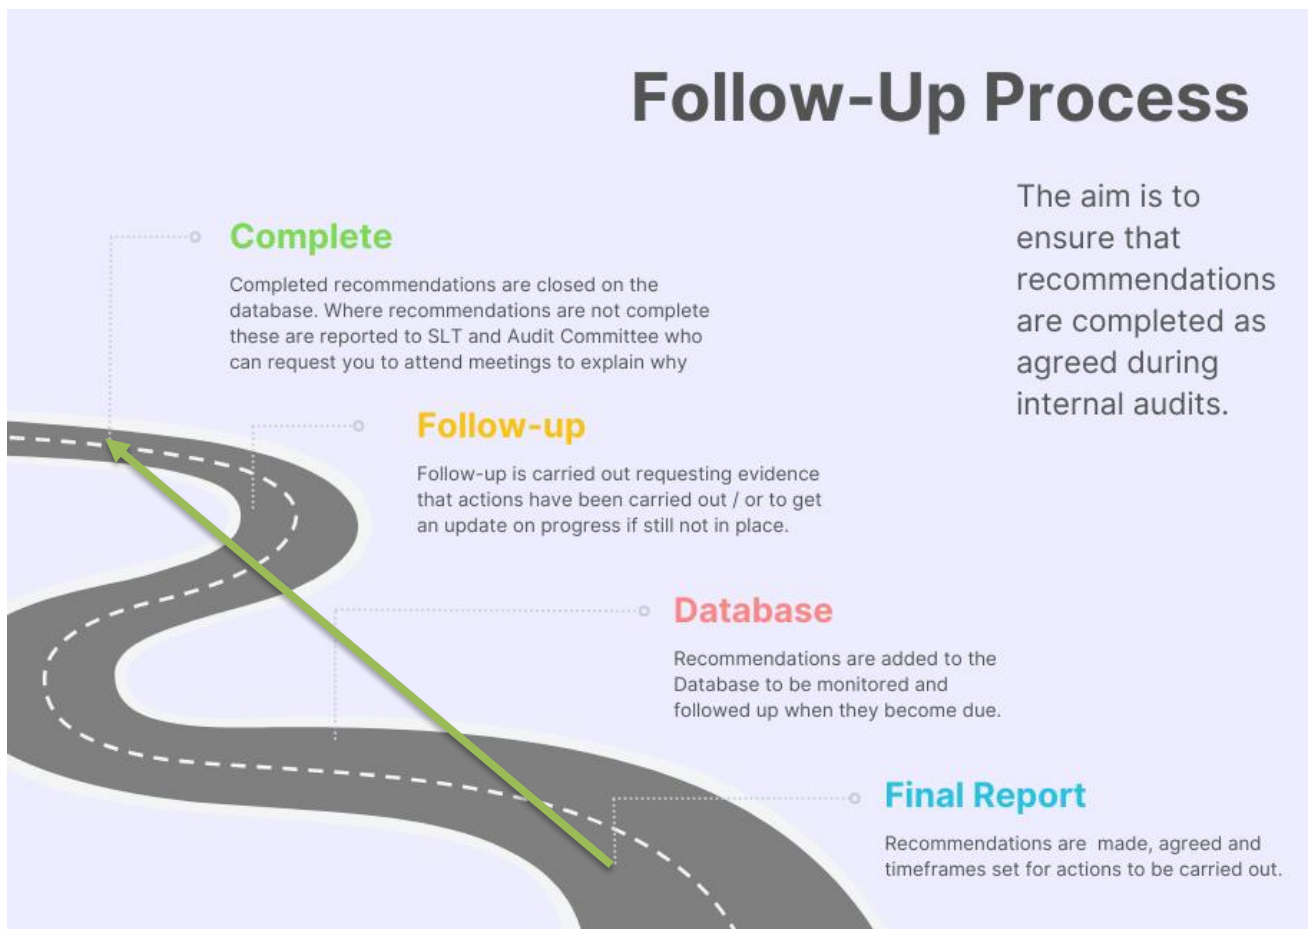 Follow-Up Process
The aim is to
ensure that
recommendations
are completed as
agreed during
internal audits.
Complete
Completed recommendations are closed on the
database. Where recommendations are not complete
these are reported to SLT and Audit Committee who
can request you to attend meetings to explain why
Follow-up
Follow-up is carried out requesting evidence
that actions have been carried out / or to get
an update on progress if still not in place.
Database
Recommendations are added to the
Database to be monitored and
followed up when they become due.
Final Report
Recommendations are made, agreed and
timeframes set for actions to be carried out.